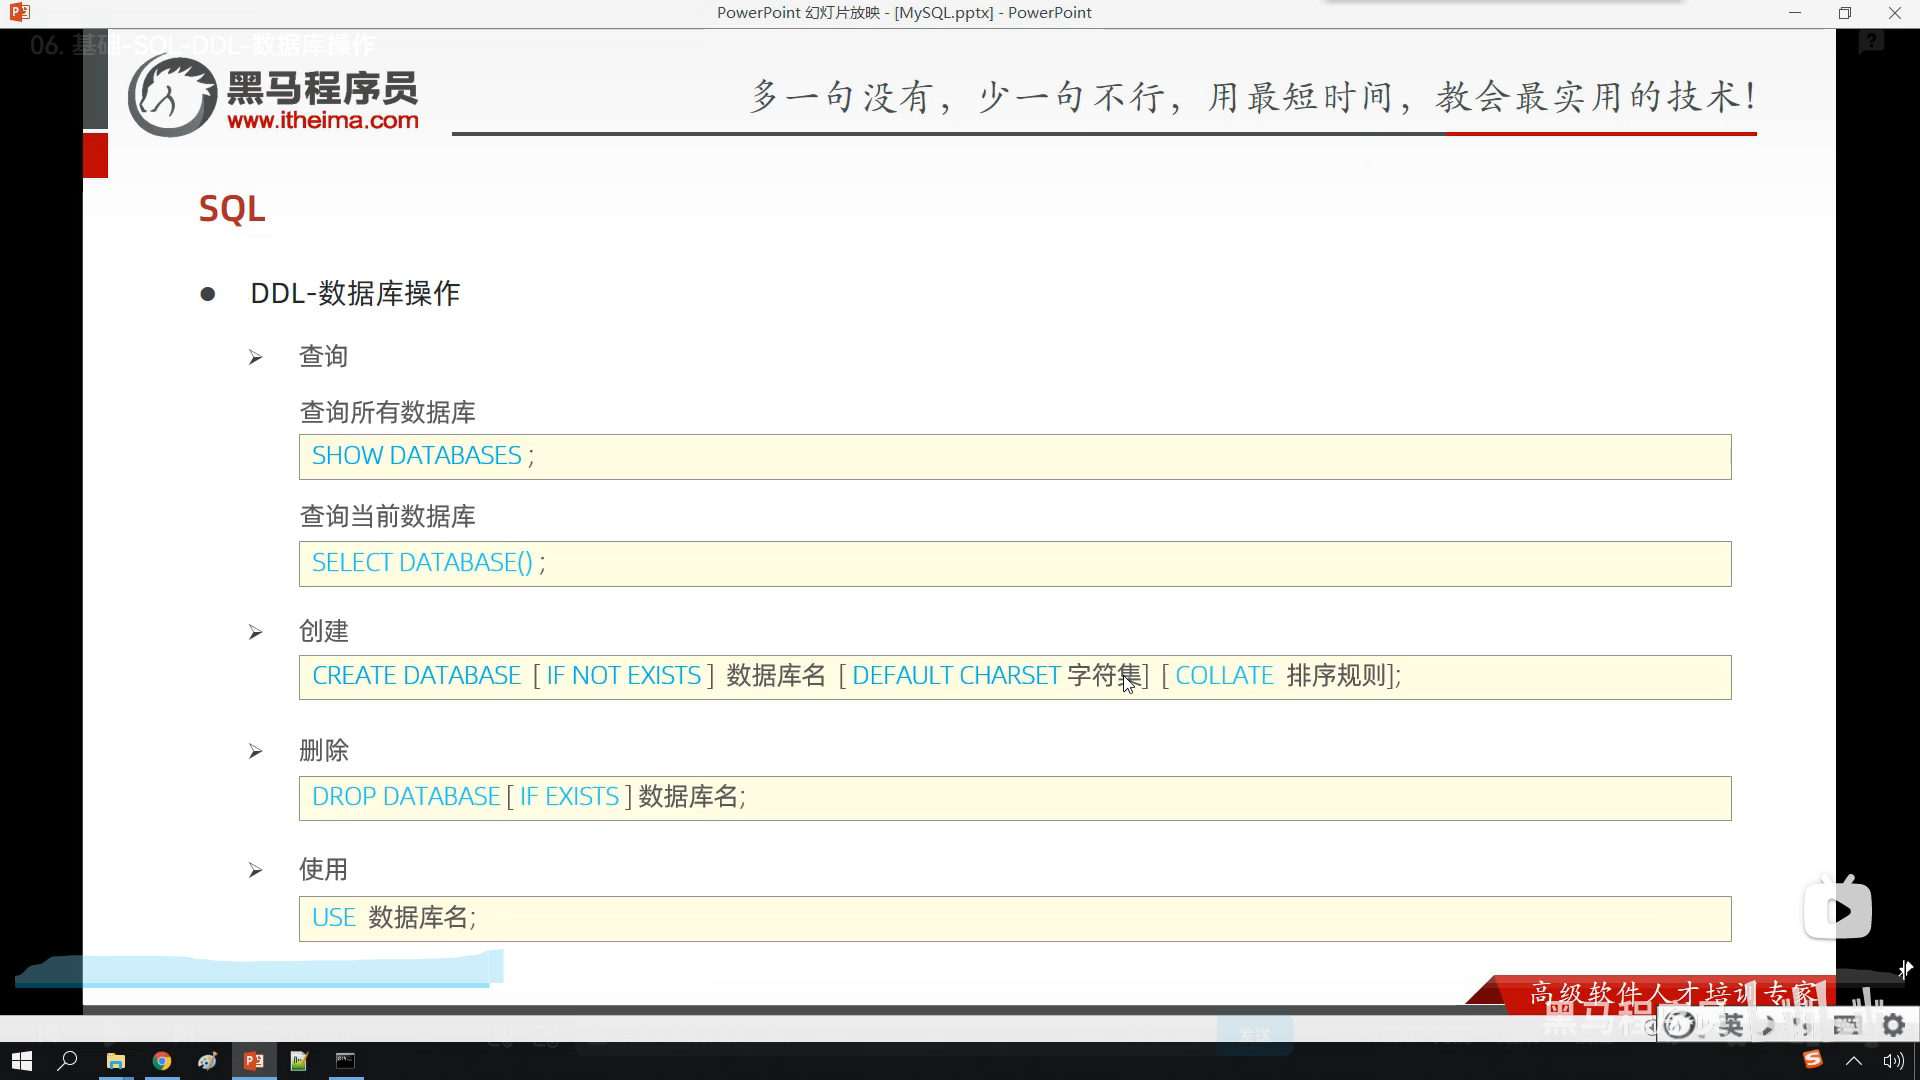 PowerPoint 幻灯片放映 - [MySQL.pptx] - PowerPoint
06. 基础-SQL-DDL-数据库操作
黑马程序员
www.itheima.com
多一句没有，少一句不行，用最短时间，教会最实用的技术！
SQL
DDL-数据库操作
查询
查询所有数据库
SHOW DATABASES ;
查询当前数据库
SELECT DATABASE() ;
创建
CREATE DATABASE [ IF NOT EXISTS ] 数据库名 [ DEFAULT CHARSET 字符集] [ COLLATE 排序规则];
删除
DROP DATABASE [ IF EXISTS ] 数据库名;
使用
USE 数据库名;
高级软件人才培训专家
黑马程
英
发送